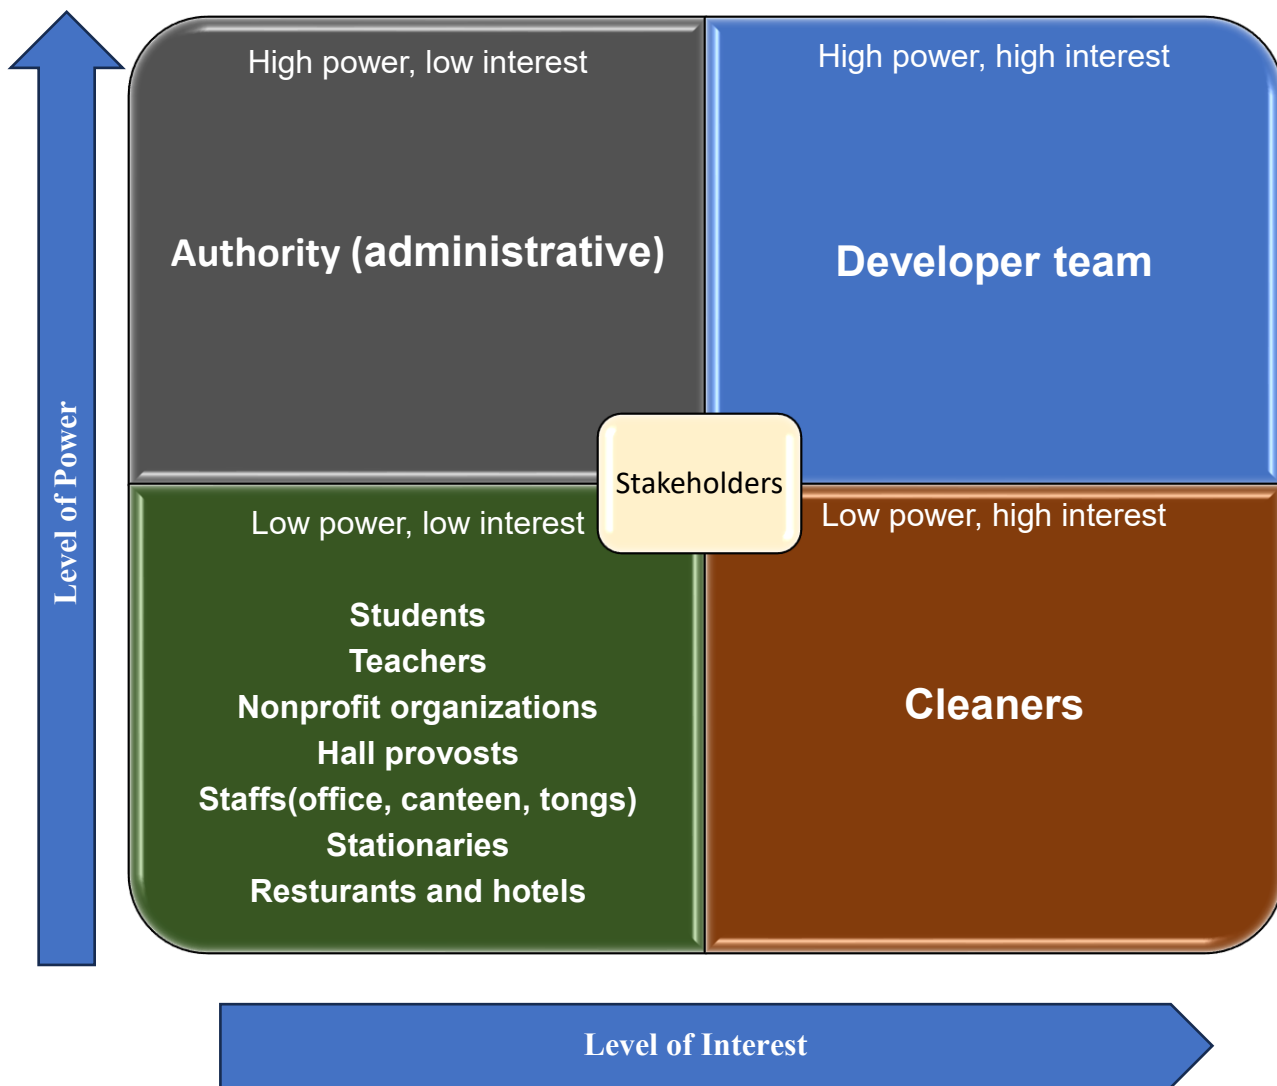 High power, low interest
Authority (administrative)
High power, high interest
Developer team
Stakeholders
Low power, low interest
Students
Teachers
Nonprofit organizations
Hall provosts
Staffs(office, canteen, tongs)
Stationaries
Resturants and hotels
Low power, high interest
Cleaners
Level of Power
Level of Interest